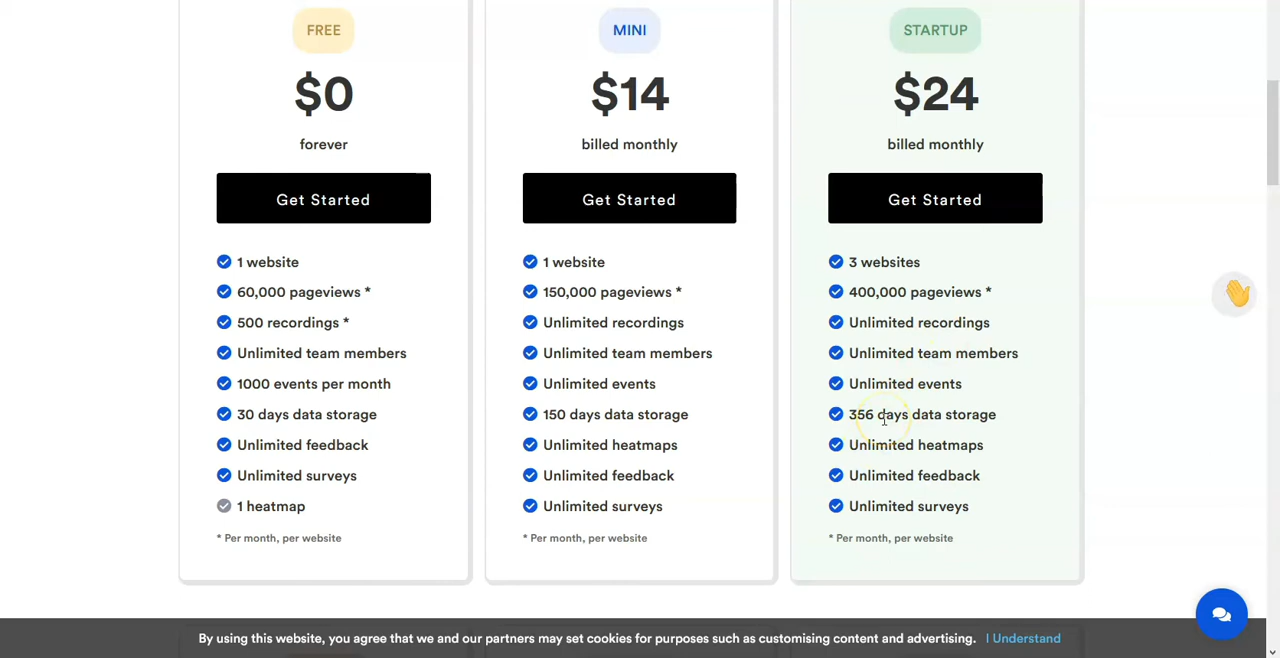 FREE
$0
forever
Get Started
1 website
60,000 pageviews *
500 recordings *
Unlimited team members
1000 events per month
30 days data storage
Unlimited feedback
Unlimited surveys
1 heatmap
* Per month, per website
MINI
$14
billed monthly
Get Started
1 website
150,000 pageviews *
Unlimited recordings
Unlimited team members
Unlimited events
150 days data storage
Unlimited heatmaps
Unlimited feedback
Unlimited surveys
* Per month, per website
STARTUP
$24
billed monthly
Get Started
3 websites
400,000 pageviews *
Unlimited recordings
Unlimited team members
Unlimited events
356 days data storage
Unlimited heatmaps
Unlimited feedback
Unlimited surveys
* Per month, per website
By using this website, you agree that we and our partners may set cookies for purposes such as customising content and advertising. I Understand